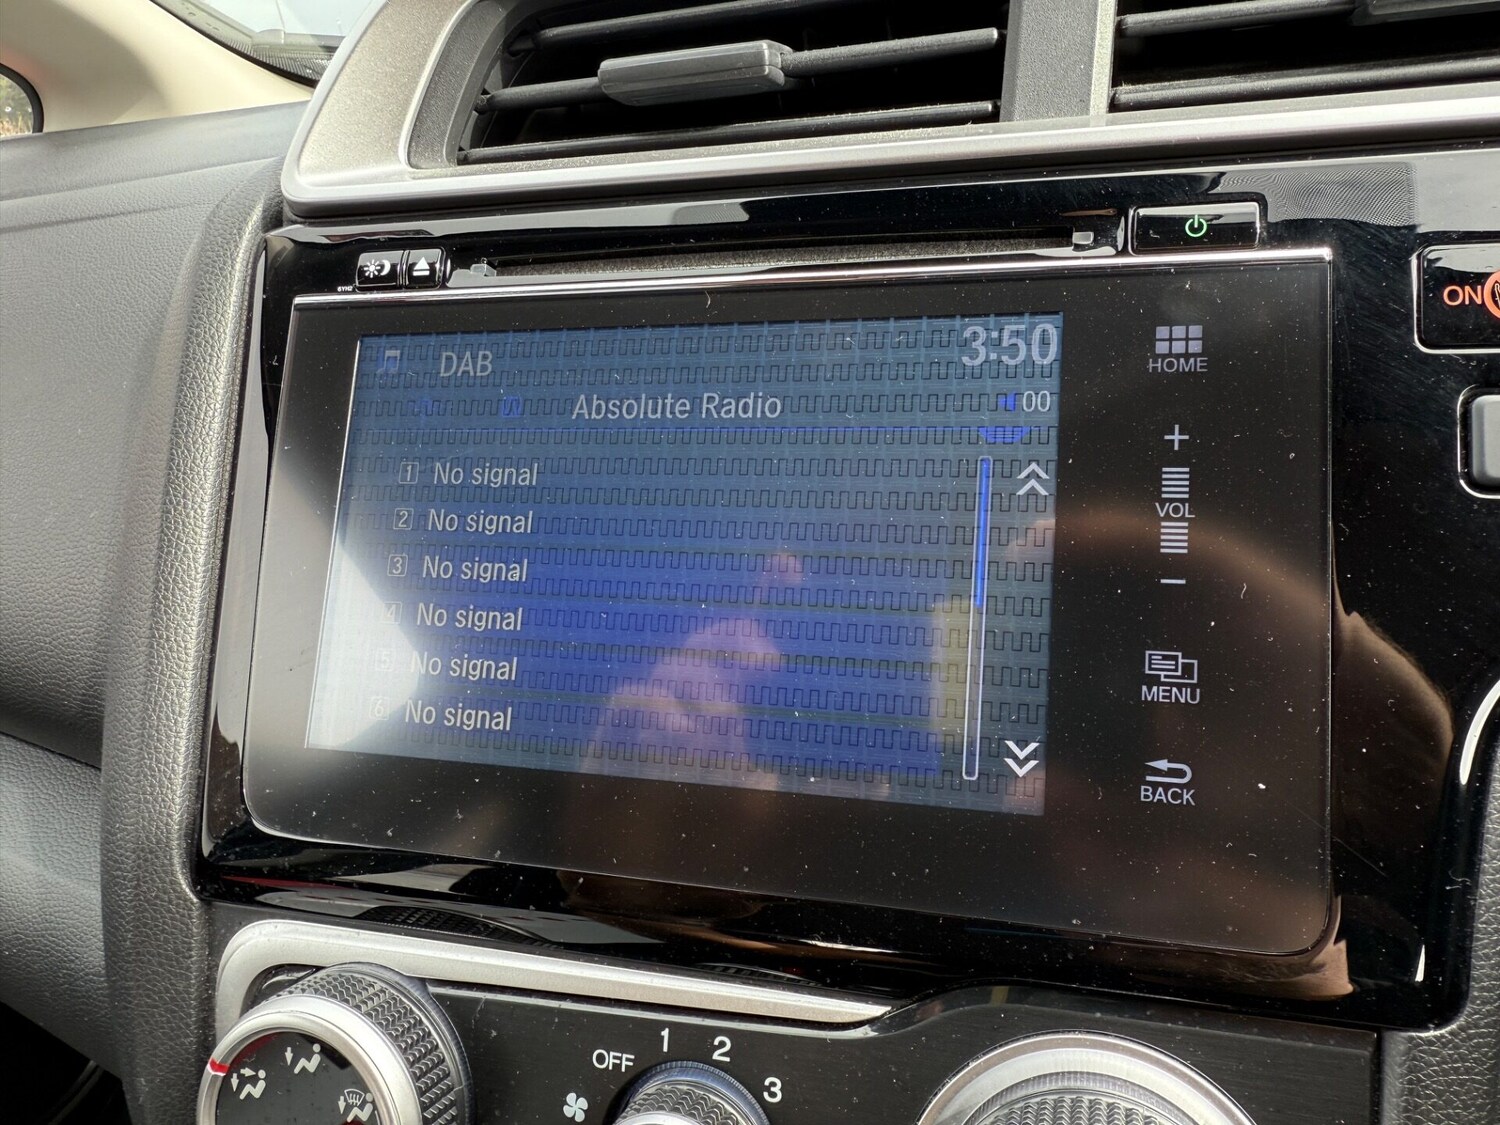 SYNC
ON
DAB
3:50
Absolute Radio
00
1 No signal
2 No signal
3 No signal
4 No signal
5 No signal
6 No signal
HOME
+
VOL
−
MENU
BACK
OFF
1
2
3